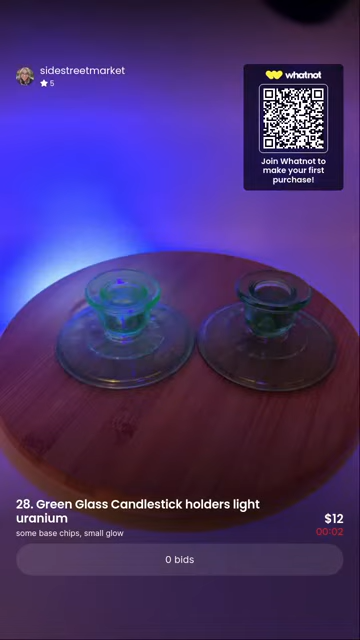 sidestreetmarket
★ 5
whatnot
Join Whatnot to
make your first
purchase!
28. Green Glass Candlestick holders light
uranium
$12
some base chips, small glow
00:02
0 bids